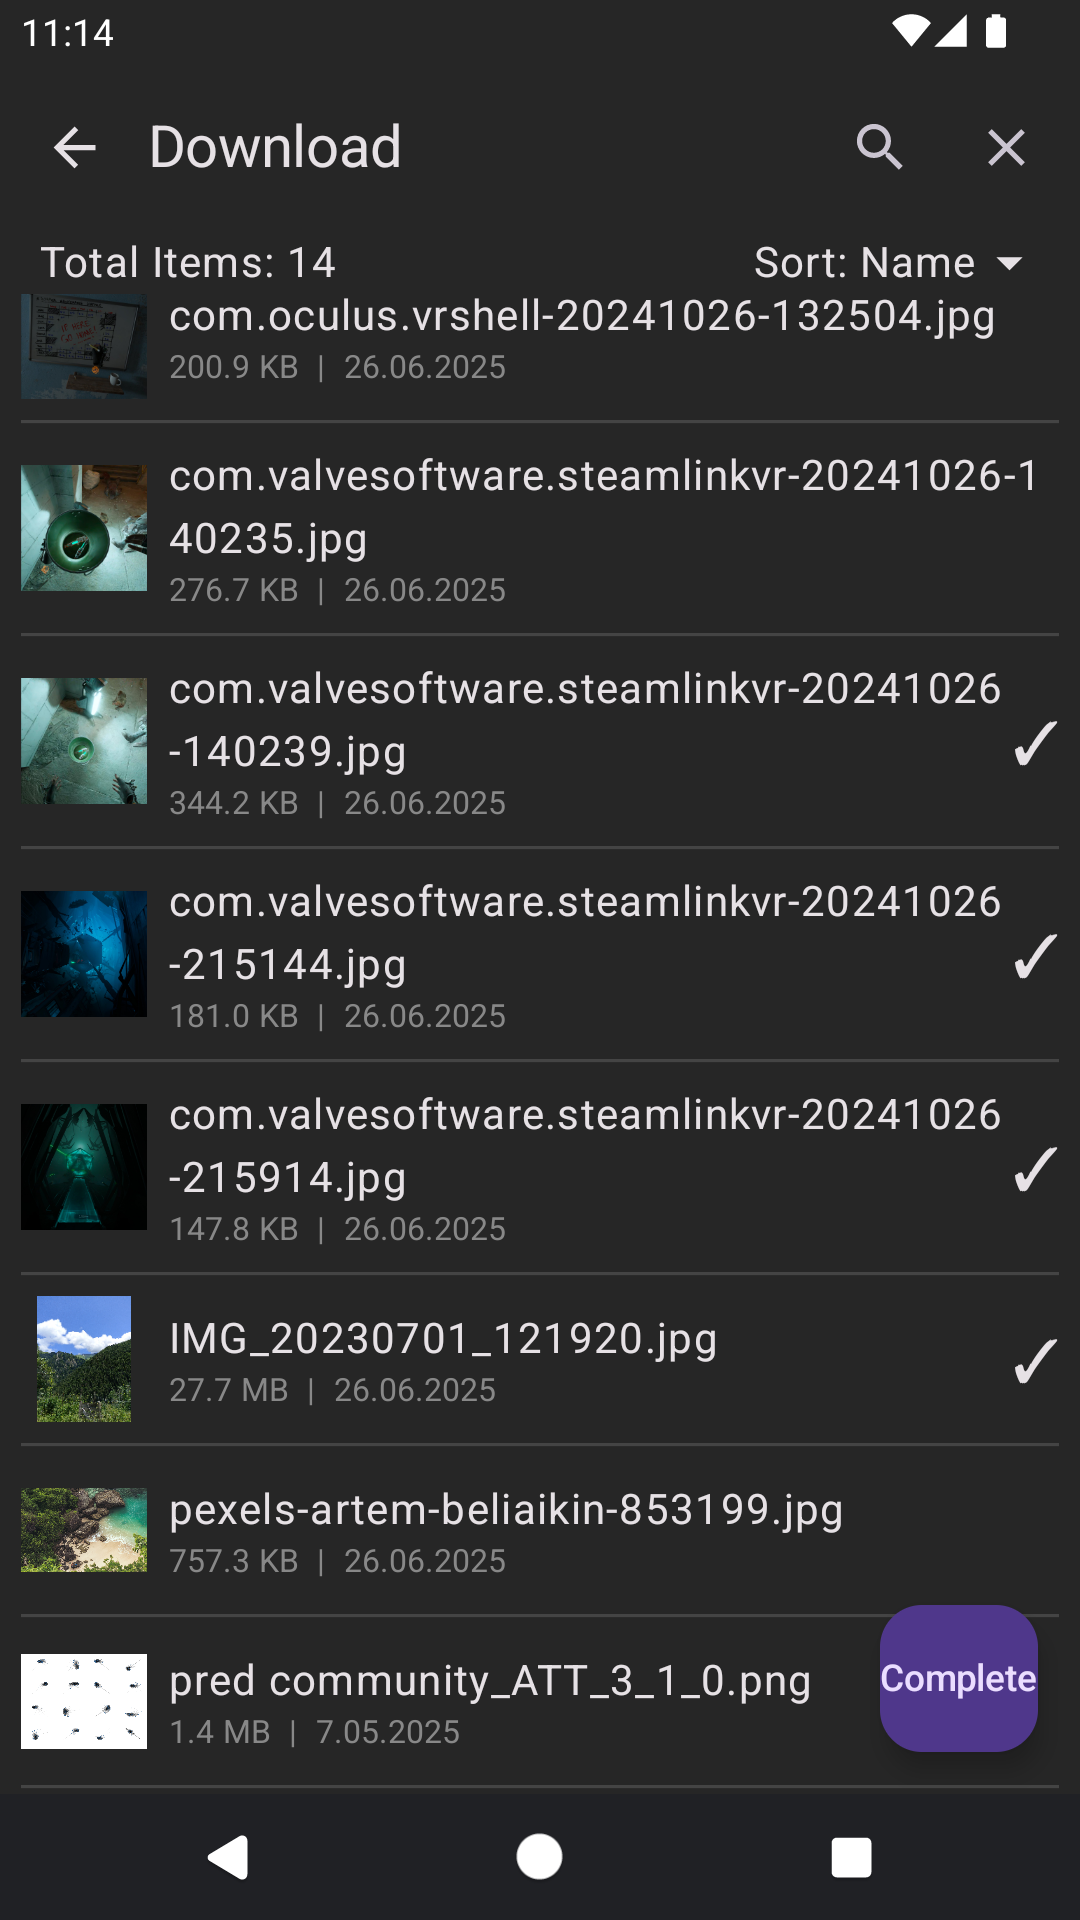 11:14
Download
Total Items: 14
Sort: Name
com.oculus.vrshell-20241026-132504.jpg
200.9 KB | 26.06.2025
com.valvesoftware.steamlinkvr-20241026-1
40235.jpg
276.7 KB | 26.06.2025
com.valvesoftware.steamlinkvr-20241026
-140239.jpg
344.2 KB | 26.06.2025
com.valvesoftware.steamlinkvr-20241026
-215144.jpg
181.0 KB | 26.06.2025
com.valvesoftware.steamlinkvr-20241026
-215914.jpg
147.8 KB | 26.06.2025
IMG_20230701_121920.jpg
27.7 MB | 26.06.2025
pexels-artem-beliaikin-853199.jpg
757.3 KB | 26.06.2025
pred community_ATT_3_1_0.png
1.4 MB | 7.05.2025
Complete